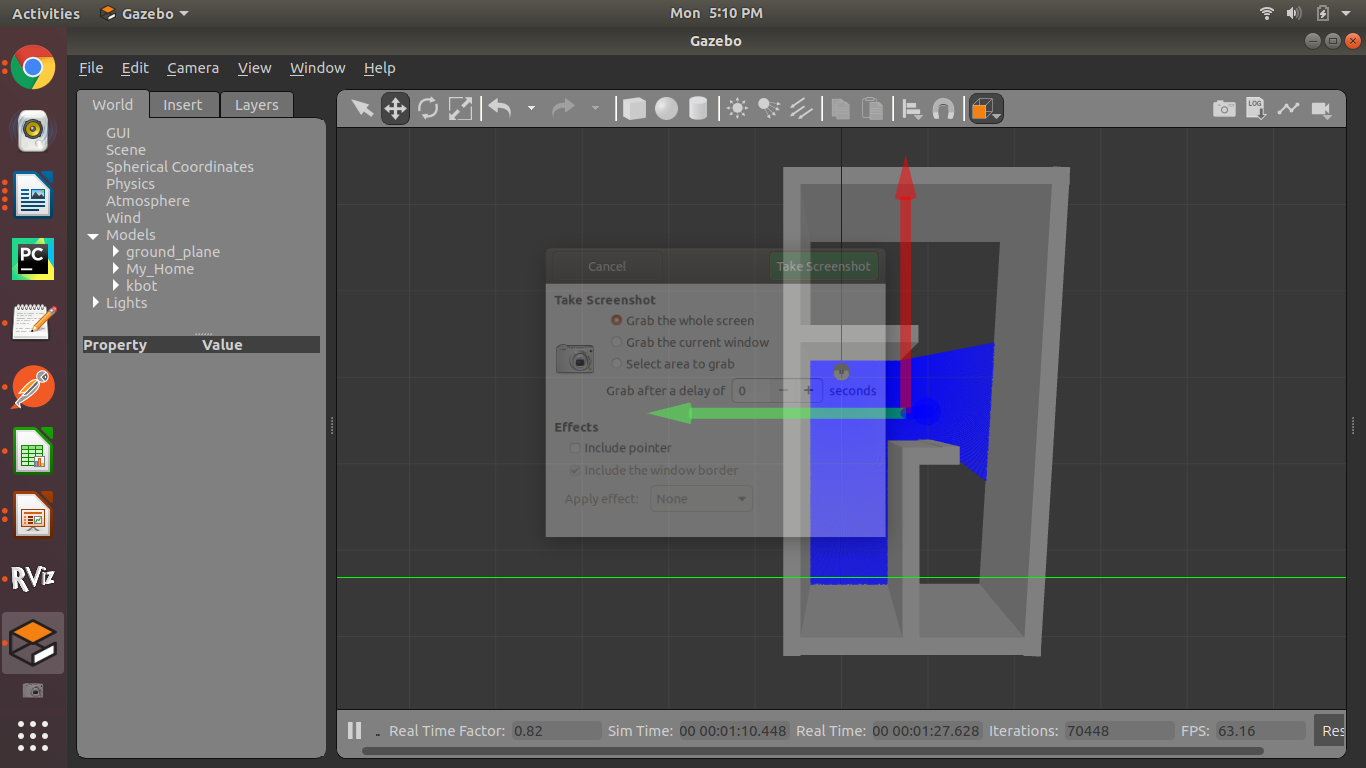 Activities Gazebo Mon 5:10 PM
Gazebo
File Edit Camera View Window Help
World Insert Layers
LOG
GUI
Scene
Spherical Coordinates
Physics
Atmosphere
Wind
Models
ground_plane
My_Home
kbot
Lights
Property Value
PC
RViz
Cancel Take Screenshot
Take Screenshot
Grab the whole screen
Grab the current window
Select area to grab
Grab after a delay of 0 - + seconds
Effects
Include pointer
Include the window border
Apply effect: None
Real Time Factor: 0.82 Sim Time: 00 00:01:10.448 Real Time: 00 00:01:27.628 Iterations: 70448 FPS: 63.16 Res